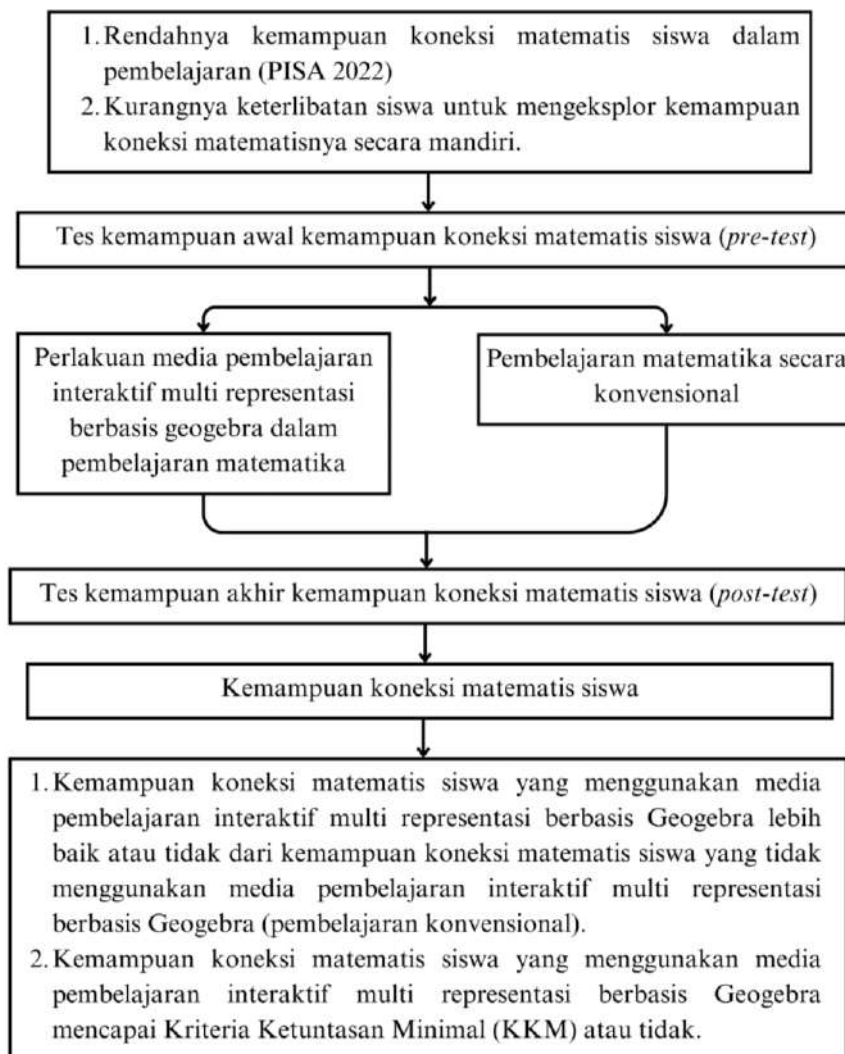 1. Rendahnya kemampuan koneksi matematis siswa dalam
pembelajaran (PISA 2022)
2. Kurangnya keterlibatan siswa untuk mengeksplor kemampuan
koneksi matematisnya secara mandiri.
Tes kemampuan awal kemampuan koneksi matematis siswa (pre-test)
Perlakuan media pembelajaran
interaktif multi representasi
berbasis geogebra dalam
pembelajaran matematika
Pembelajaran matematika secara
konvensional
Tes kemampuan akhir kemampuan koneksi matematis siswa (post-test)
Kemampuan koneksi matematis siswa
1. Kemampuan koneksi matematis siswa yang menggunakan media
pembelajaran interaktif multi representasi berbasis Geogebra lebih
baik atau tidak dari kemampuan koneksi matematis siswa yang tidak
menggunakan media pembelajaran interaktif multi representasi
berbasis Geogebra (pembelajaran konvensional).
2. Kemampuan koneksi matematis siswa yang menggunakan media
pembelajaran interaktif multi representasi berbasis Geogebra
mencapai Kriteria Ketuntasan Minimal (KKM) atau tidak.